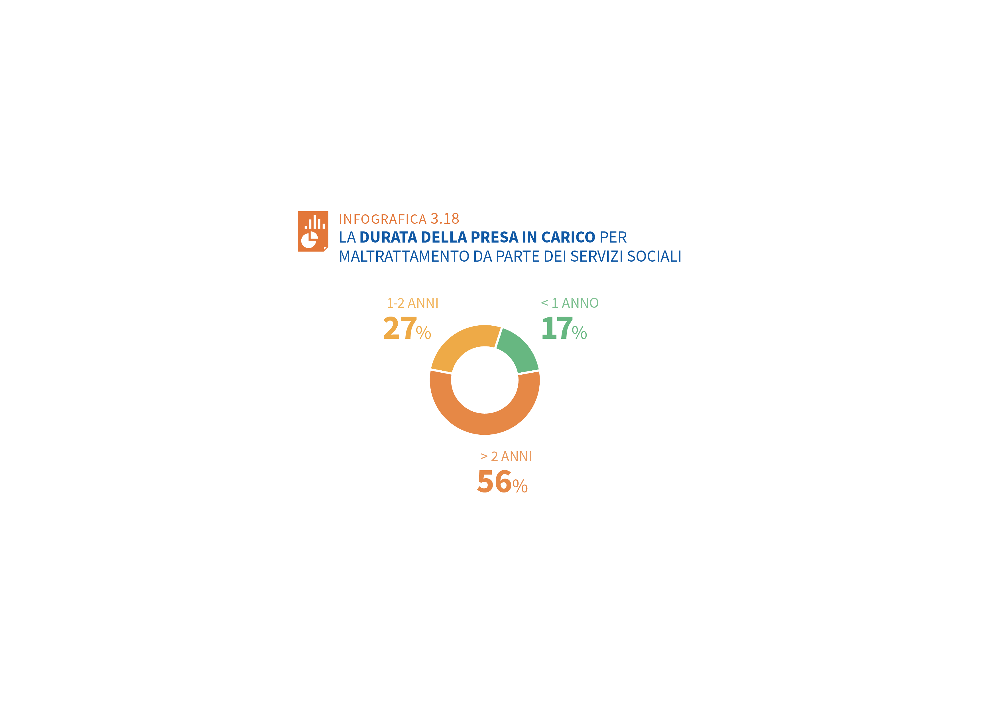 INFOGRAFICA 3.18
LA DURATA DELLA PRESA IN CARICO PER
MALTRATTAMENTO DA PARTE DEI SERVIZI SOCIALI
1-2 ANNI
27%
< 1 ANNO
17%
> 2 ANNI
56%